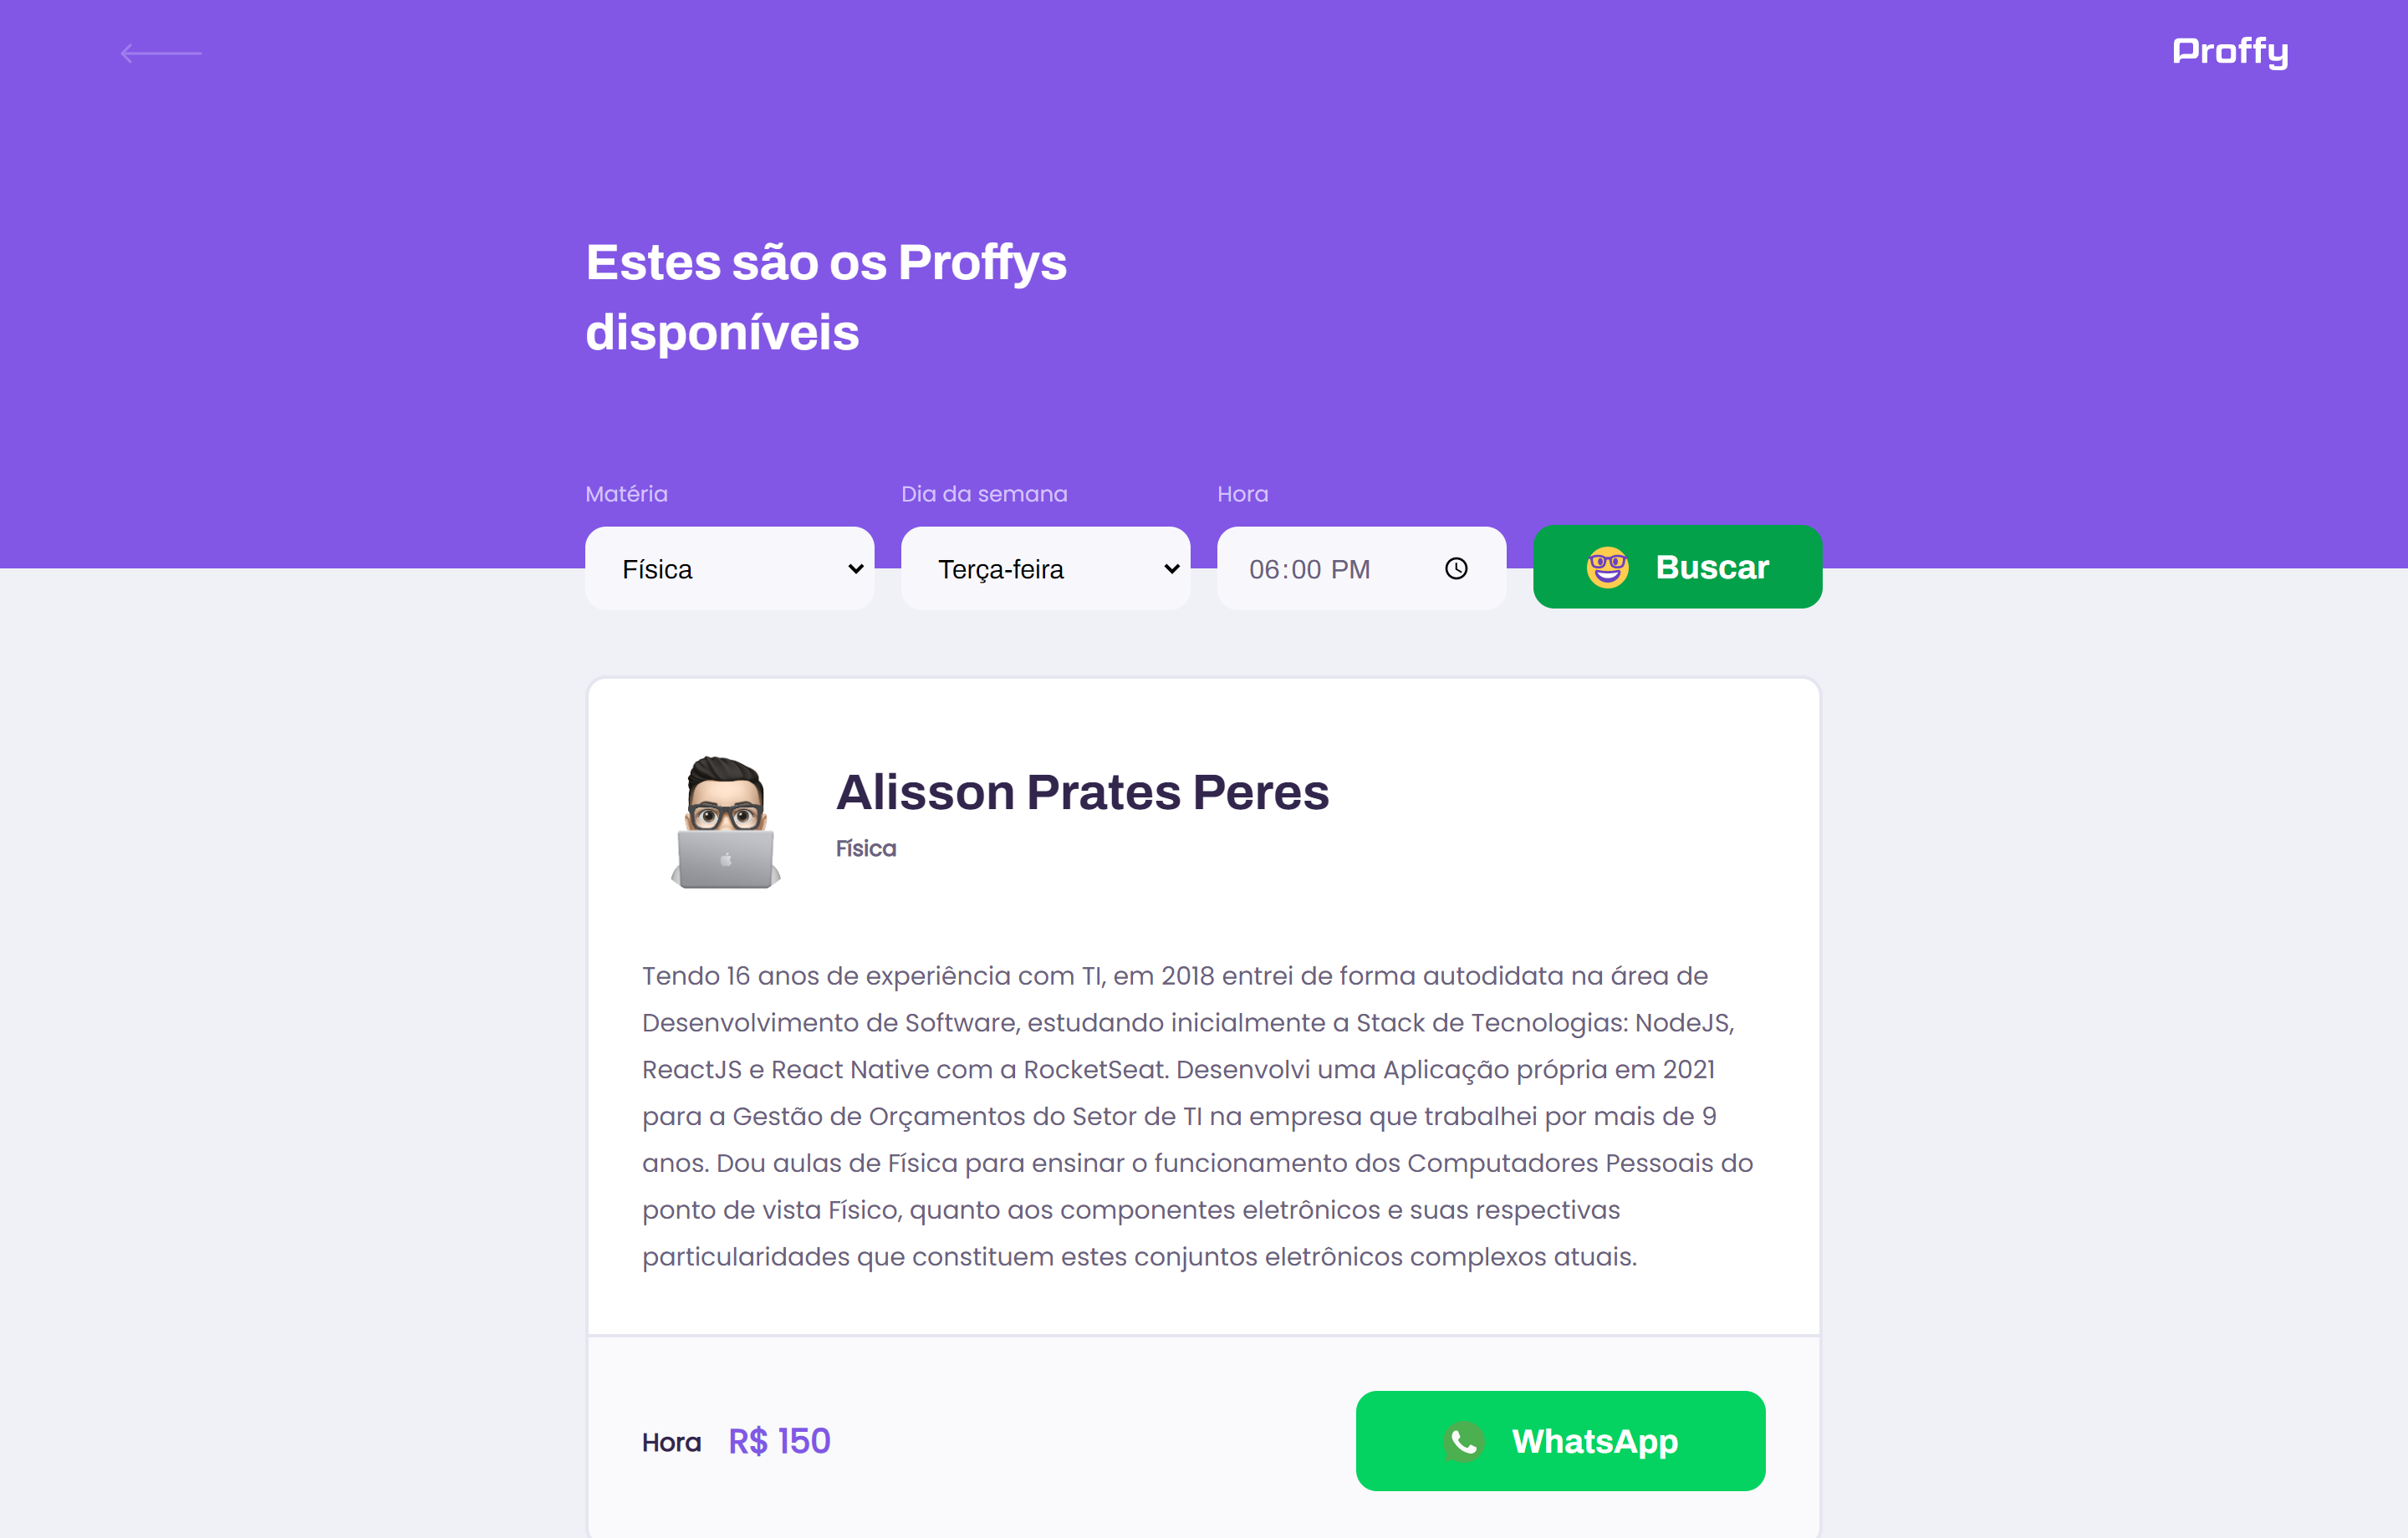 Proffy
Estes são os Proffys
disponíveis
Matéria
Dia da semana
Hora
Física
Terça-feira
06:00 PM
Buscar
Alisson Prates Peres
Física
Tendo 16 anos de experiência com TI, em 2018 entrei de forma autodidata na área de
Desenvolvimento de Software, estudando inicialmente a Stack de Tecnologias: NodeJS,
ReactJS e React Native com a RocketSeat. Desenvolvi uma Aplicação própria em 2021
para a Gestão de Orçamentos do Setor de TI na empresa que trabalhei por mais de 9
anos. Dou aulas de Física para ensinar o funcionamento dos Computadores Pessoais do
ponto de vista Físico, quanto aos componentes eletrônicos e suas respectivas
particularidades que constituem estes conjuntos eletrônicos complexos atuais.
Hora R$ 150
WhatsApp